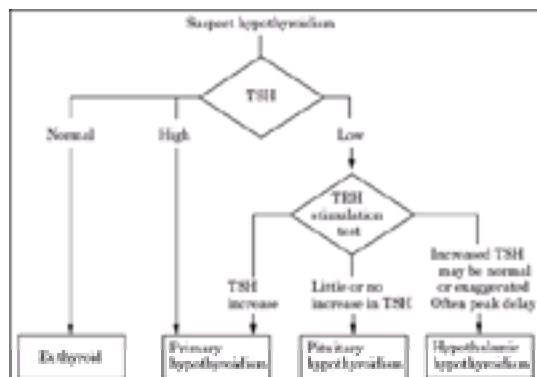 Suspect hypothyroidism
TSH
Normal
High
Low
TRH
stimulation
test
TSH
increase
Little or no
increase in TSH
Increased TSH
may be normal
or exaggerated
Often peak delay
Euthyroid
Primary
hypothyroidism
Pituitary
hypothyroidism
Hypothalamic
hypothyroidism